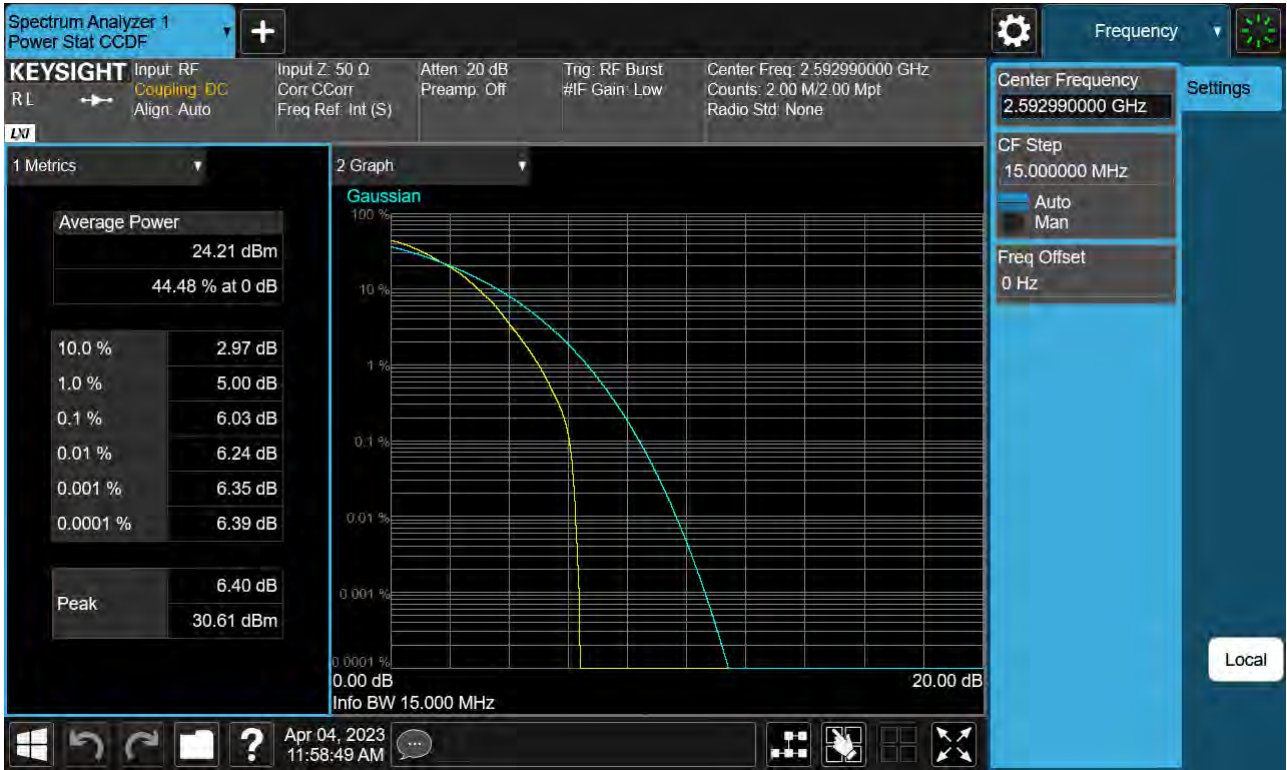 Spectrum Analyzer 1
Power Stat CCDF
Frequency
KEYSIGHT
RL
LXI
Input: RF
Coupling: DC
Align: Auto
Input Z: 50 Ω
Corr CCorr
Freq Ref: Int (S)
Atten: 20 dB
Preamp: Off
Trig: RF Burst
#IF Gain: Low
Center Freq: 2.592990000 GHz
Counts: 2.00 M/2.00 Mpt
Radio Std: None
Center Frequency
2.592990000 GHz
Settings
CF Step
15.000000 MHz
Auto
Man
Freq Offset
0 Hz
1 Metrics
Average Power
24.21 dBm
44.48 % at 0 dB
10.0 % 2.97 dB
1.0 % 5.00 dB
0.1 % 6.03 dB
0.01 % 6.24 dB
0.001 % 6.35 dB
0.0001 % 6.39 dB
Peak
6.40 dB
30.61 dBm
2 Graph
Gaussian
100 %
10 %
1 %
0.1 %
0.01 %
0.001 %
0.0001 %
0.00 dB 20.00 dB
Info BW 15.000 MHz
Local
?
Apr 04, 2023
11:58:49 AM